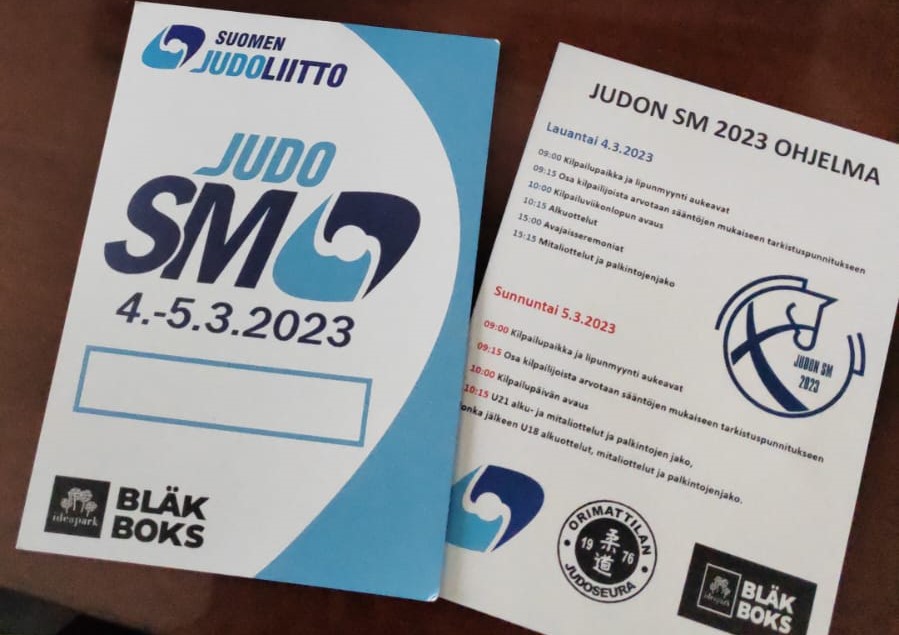 SUOMEN
JUDOLIITTO
JUDO
SM
4.-5.3.2023
ideapark
BLÄK
BOKS
JUDON SM 2023 OHJELMA
Lauantai 4.3.2023
09:00 Kilpailupaikka ja lipunmyynti aukeavat
09:15 Osa kilpailijoista arvotaan sääntöjen mukaiseen tarkistuspunnitukseen
10:00 Kilpailuviikonlopun avaus
10:15 Alkuottelut
15:00 Avajaisseremoniat
15:15 Mitaliottelut ja palkintojenjako
Sunnuntai 5.3.2023
09:00 Kilpailupaikka ja lipunmyynti aukeavat
09:15 Osa kilpailijoista arvotaan sääntöjen mukaiseen tarkistuspunnitukseen
10:00 Kilpailupäivän avaus
10:15 U21 alku- ja mitaliottelut ja palkintojen jako,
onka jälkeen U18 alkuottelut, mitaliottelut ja palkintojenjako.
JUDON SM
2023
ORIMATTILAN
19 柔道 76
JUDOSEURA
ideapark
BLÄK
BOKS